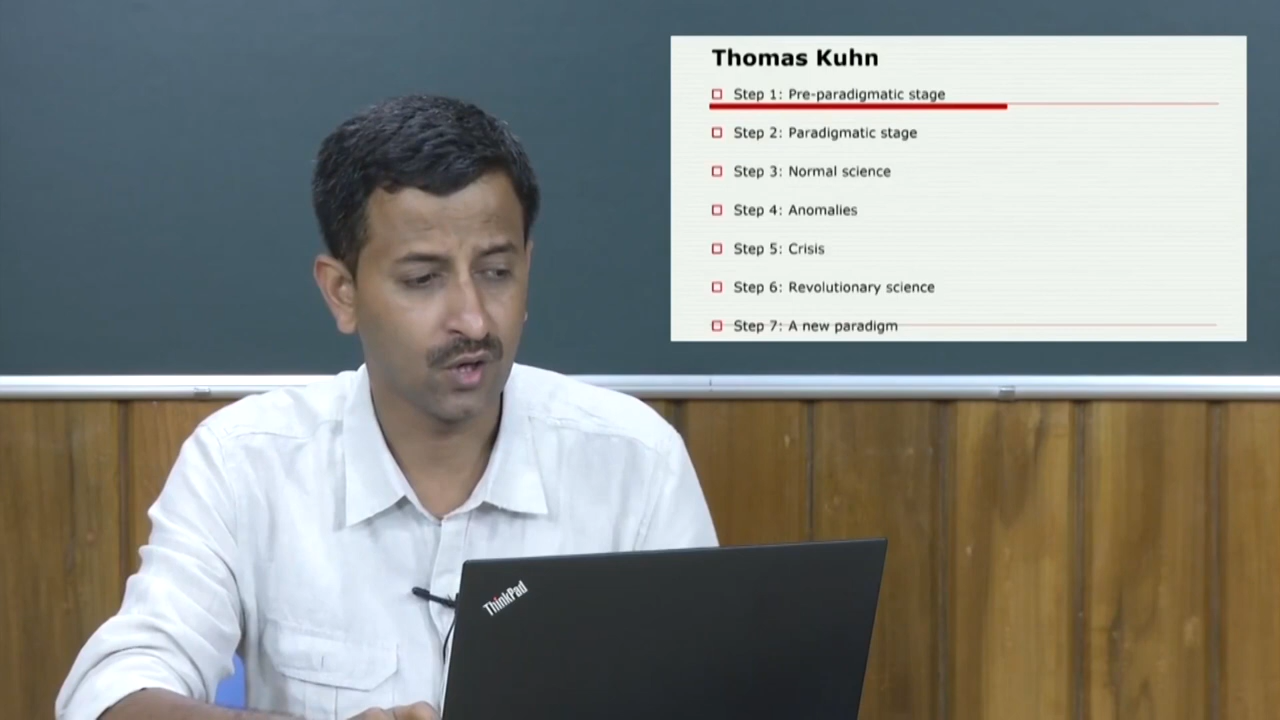 Thomas Kuhn
Step 1: Pre-paradigmatic stage
Step 2: Paradigmatic stage
Step 3: Normal science
Step 4: Anomalies
Step 5: Crisis
Step 6: Revolutionary science
Step 7: A new paradigm
ThinkPad